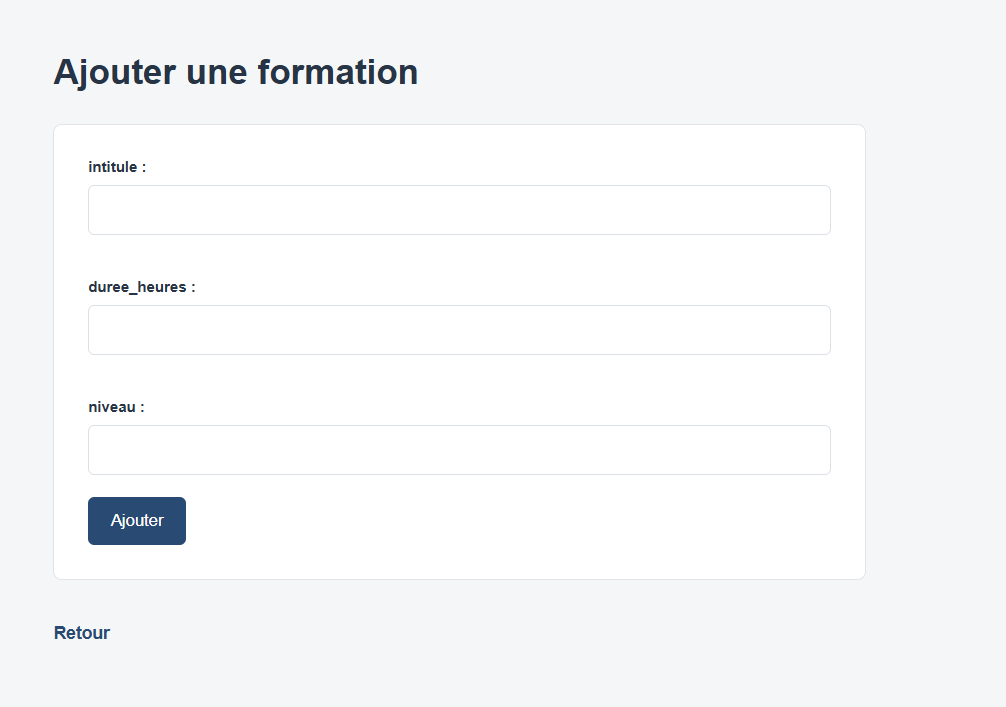 Ajouter une formation
intitule :
duree_heures :
niveau :
Ajouter
Retour